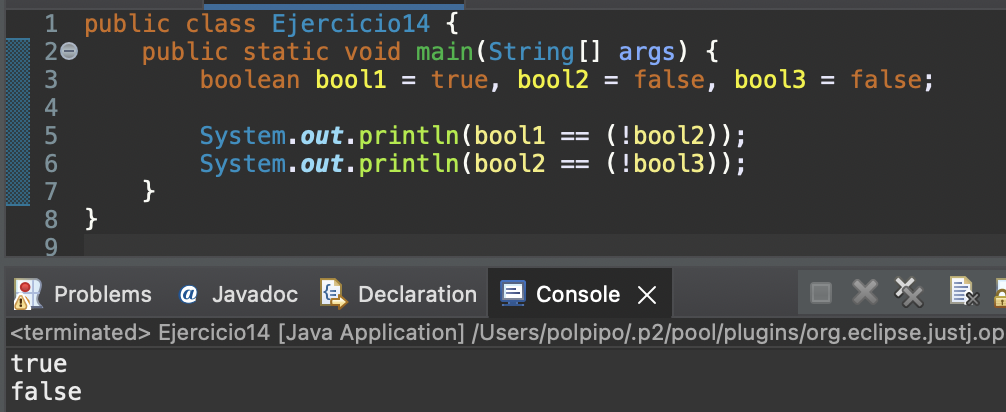 1 public class Ejercicio14 {
2 public static void main(String[] args) {
3 boolean bool1 = true, bool2 = false, bool3 = false;
4
5 System.out.println(bool1 == (!bool2));
6 System.out.println(bool2 == (!bool3));
7 }
8 }
9
Problems @ Javadoc Declaration Console
<terminated> Ejercicio14 [Java Application] /Users/polpipo/.p2/pool/plugins/org.eclipse.justj.op
true
false